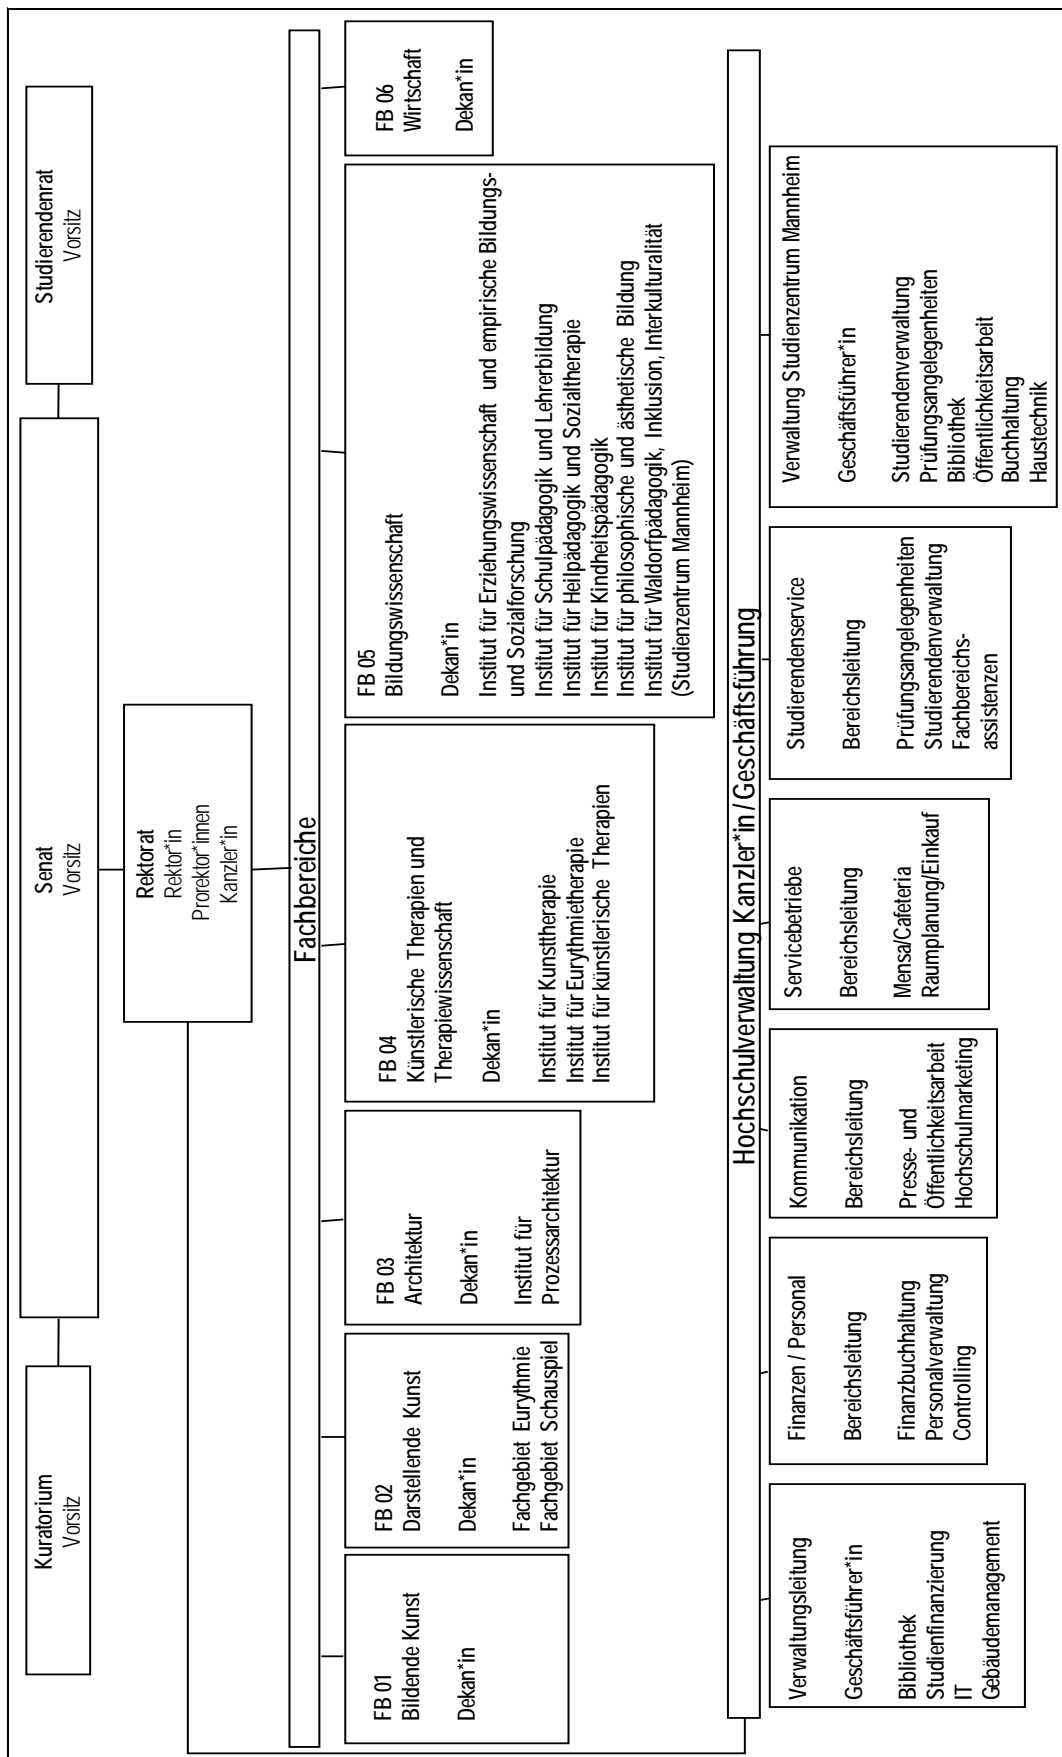 Kuratorium
Vorsitz
Senat
Vorsitz
Studierendenrat
Vorsitz
Rektorat
Rektor*in
Prorektor*innen
Kanzler*in
Fachbereiche
FB 01
Bildende Kunst
Dekan*in
FB 02
Darstellende Kunst
Dekan*in
Fachgebiet Eurythmie
Fachgebiet Schauspiel
FB 03
Architektur
Dekan*in
Institut für
Prozessarchitektur
FB 04
Künstlerische Therapien und
Therapiewissenschaft
Dekan*in
Institut für Kunsttherapie
Institut für Eurythmietherapie
Institut für künstlerische Therapien
FB 05
Bildungswissenschaft
Dekan*in
Institut für Erziehungswissenschaft und empirische Bildungs-
und Sozialforschung
Institut für Schulpädagogik und Lehrerbildung
Institut für Heilpädagogik und Sozialtherapie
Institut für Kindheitspädagogik
Institut für philosophische und ästhetische Bildung
Institut für Waldorfpädagogik, Inklusion, Interkulturalität
(Studienzentrum Mannheim)
FB 06
Wirtschaft
Dekan*in
Hochschulverwaltung Kanzler*in / Geschäftsführung
Verwaltungsleitung
Geschäftsführer*in
Bibliothek
Studienfinanzierung
IT
Gebäudemanagement
Finanzen / Personal
Bereichsleitung
Finanzbuchhaltung
Personalverwaltung
Controlling
Kommunikation
Bereichsleitung
Presse- und
Öffentlichkeitsarbeit
Hochschulmarketing
Servicebetriebe
Bereichsleitung
Mensa/Cafeteria
Raumplanung/Einkauf
Studierendenservice
Bereichsleitung
Prüfungsangelegenheiten
Studierendenverwaltung
Fachbereichs-
assistenzen
Verwaltung Studienzentrum Mannheim
Geschäftsführer*in
Studierendenverwaltung
Prüfungsangelegenheiten
Bibliothek
Öffentlichkeitsarbeit
Buchhaltung
Haustechnik